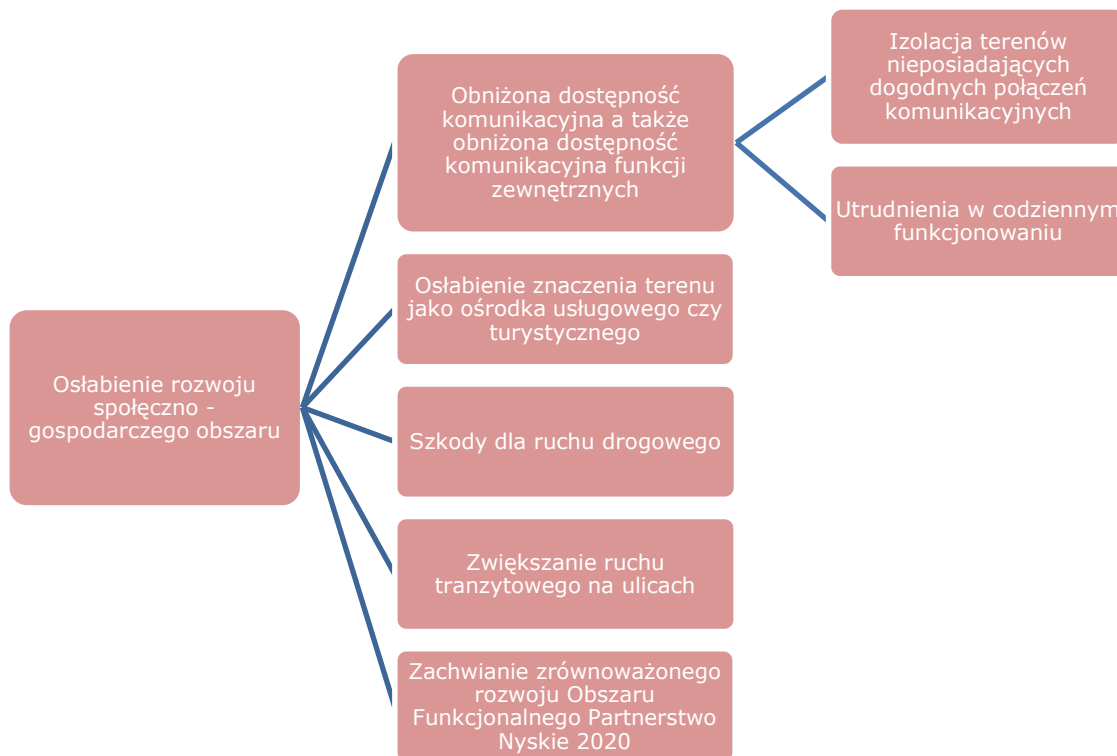 Osłabienie rozwoju
społęczno -
gospodarczego obszaru
Obniżona dostępność
komunikacyjna a także
obniżona dostępność
komunikacyjna funkcji
zewnętrznych
Izolacja terenów
nieposiadających
dogodnych połączeń
komunikacyjnych
Utrudnienia w codziennym
funkcjonowaniu
Osłabienie znaczenia terenu
jako ośrodka usługowego czy
turystycznego
Szkody dla ruchu drogowego
Zwiększanie ruchu
tranzytowego na ulicach
Zachwianie zrównoważonego
rozwoju Obszaru
Funkcjonalnego Partnerstwo
Nyskie 2020